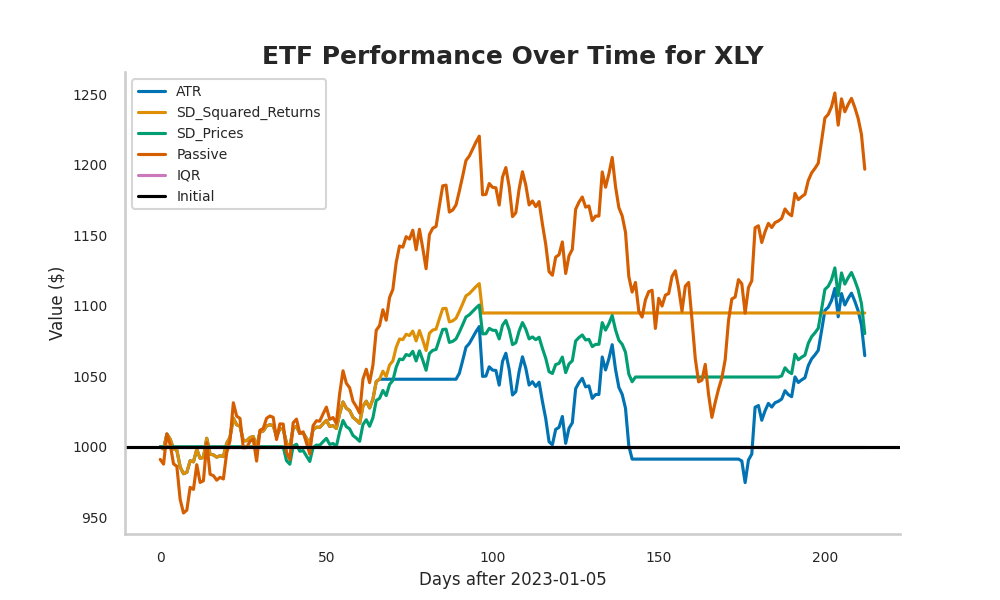 ETF Performance Over Time for XLY
ATR
SD_Squared_Returns
SD_Prices
Passive
IQR
Initial
Value ($)
1250
1200
1150
1100
1050
1000
950
0 50 100 150 200
Days after 2023-01-05